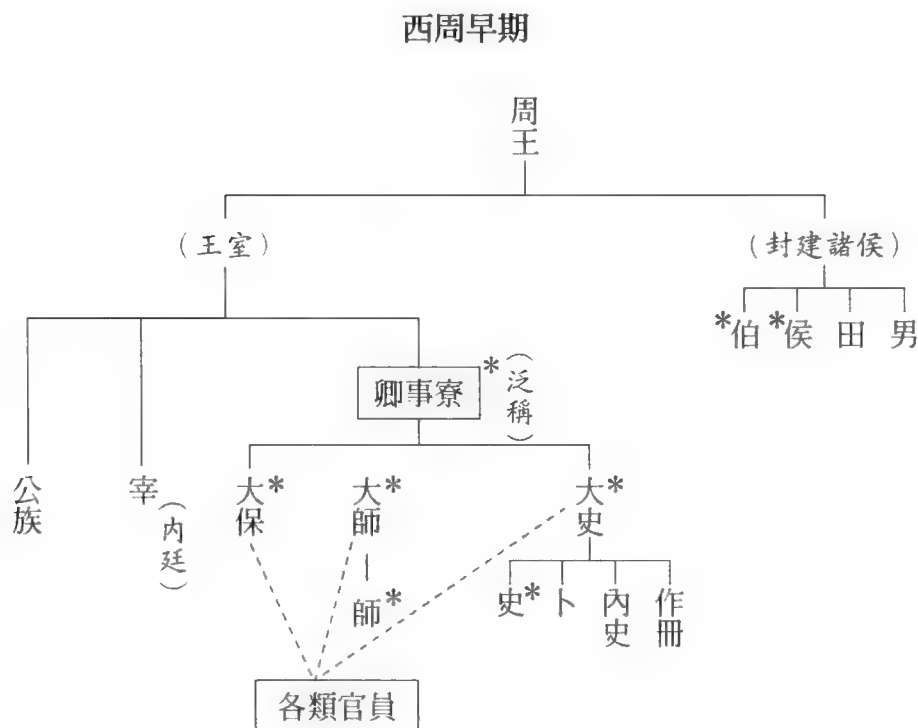 西周早期
周王
（王室）
（封建諸侯）
*伯 *侯 田 男
卿事寮*（泛稱）
公族
宰（內廷）
大保*
大師*
師*
大史*
史* 卜 內史 作冊
各類官員